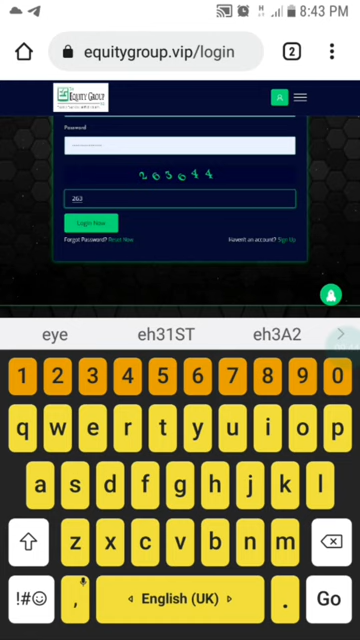 8:43 PM
equitygroup.vip/login
2
EQUITY GROUP
Password
263644
263
Login Now
Forgot Password? Reset Now Haven't an account? Sign Up
eye eh31ST eh3A2
1 2 3 4 5 6 7 8 9 0
q w e r t y u i o p
a s d f g h j k l
z x c v b n m
!#☺ , English (UK) . Go